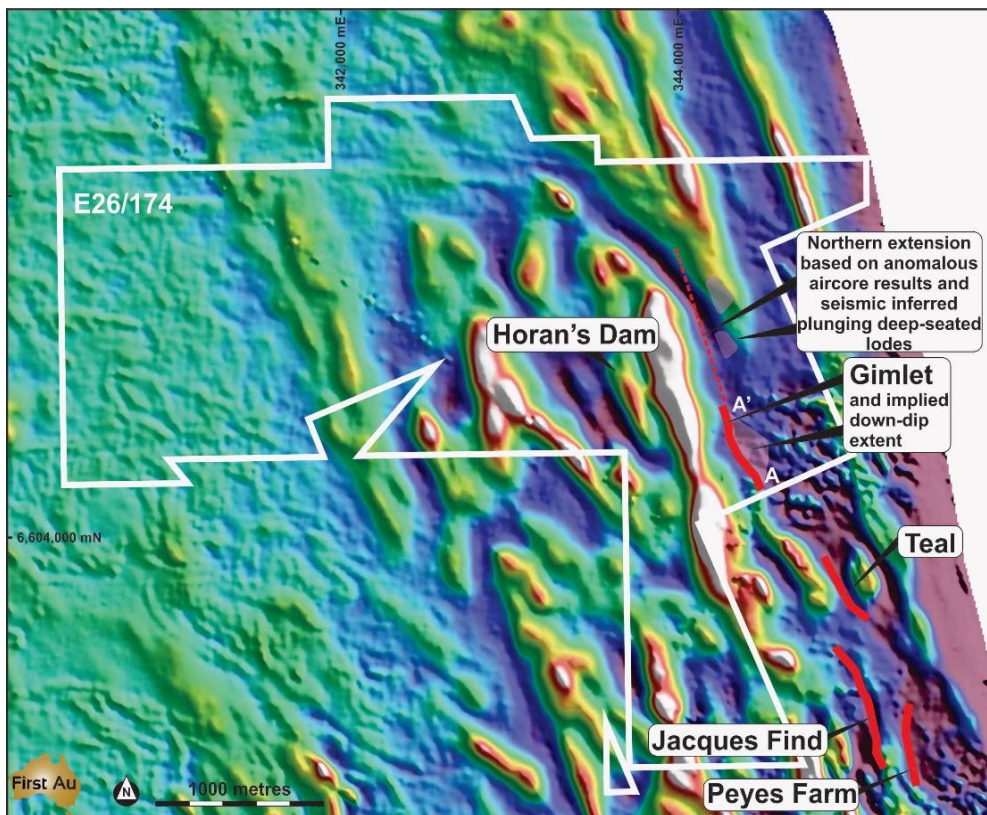 342,000 mE
344,000 mE
E26/174
Northern extension
based on anomalous
aircore results and
seismic inferred
plunging deep-seated
lodes
Horan's Dam
Gimlet
and implied
down-dip
extent
A'
A
6,604,000 mN
Teal
Jacques Find
Peyes Farm
First Au
N
1000 metres